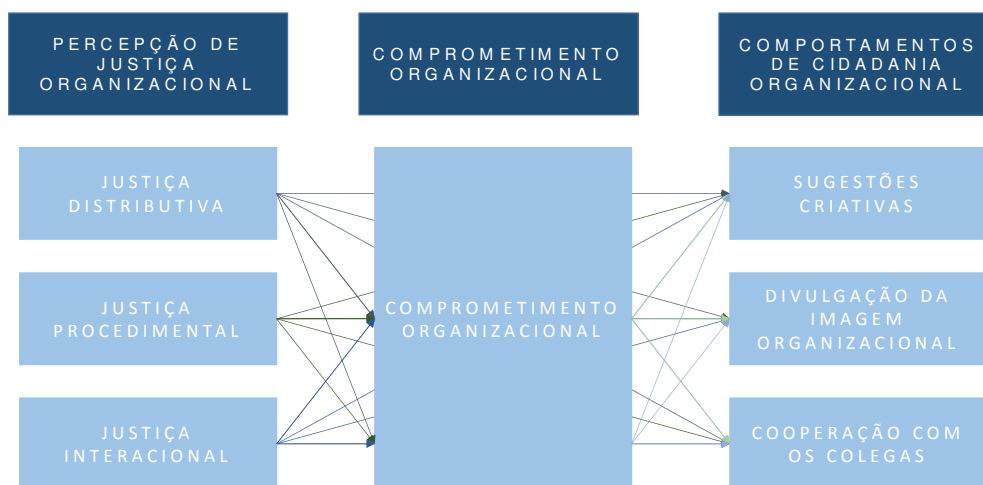 PERCEPÇÃO DE
JUSTIÇA
ORGANIZACIONAL
COMPROMETIMENTO
ORGANIZACIONAL
COMPORTAMENTOS
DE CIDADANIA
ORGANIZACIONAL
JUSTIÇA
DISTRIBUTIVA
JUSTIÇA
PROCEDIMENTAL
JUSTIÇA
INTERACIONAL
COMPROMETIMENTO
ORGANIZACIONAL
SUGESTÕES
CRIATIVAS
DIVULGAÇÃO DA
IMAGEM
ORGANIZACIONAL
COOPERAÇÃO COM
OS COLEGAS